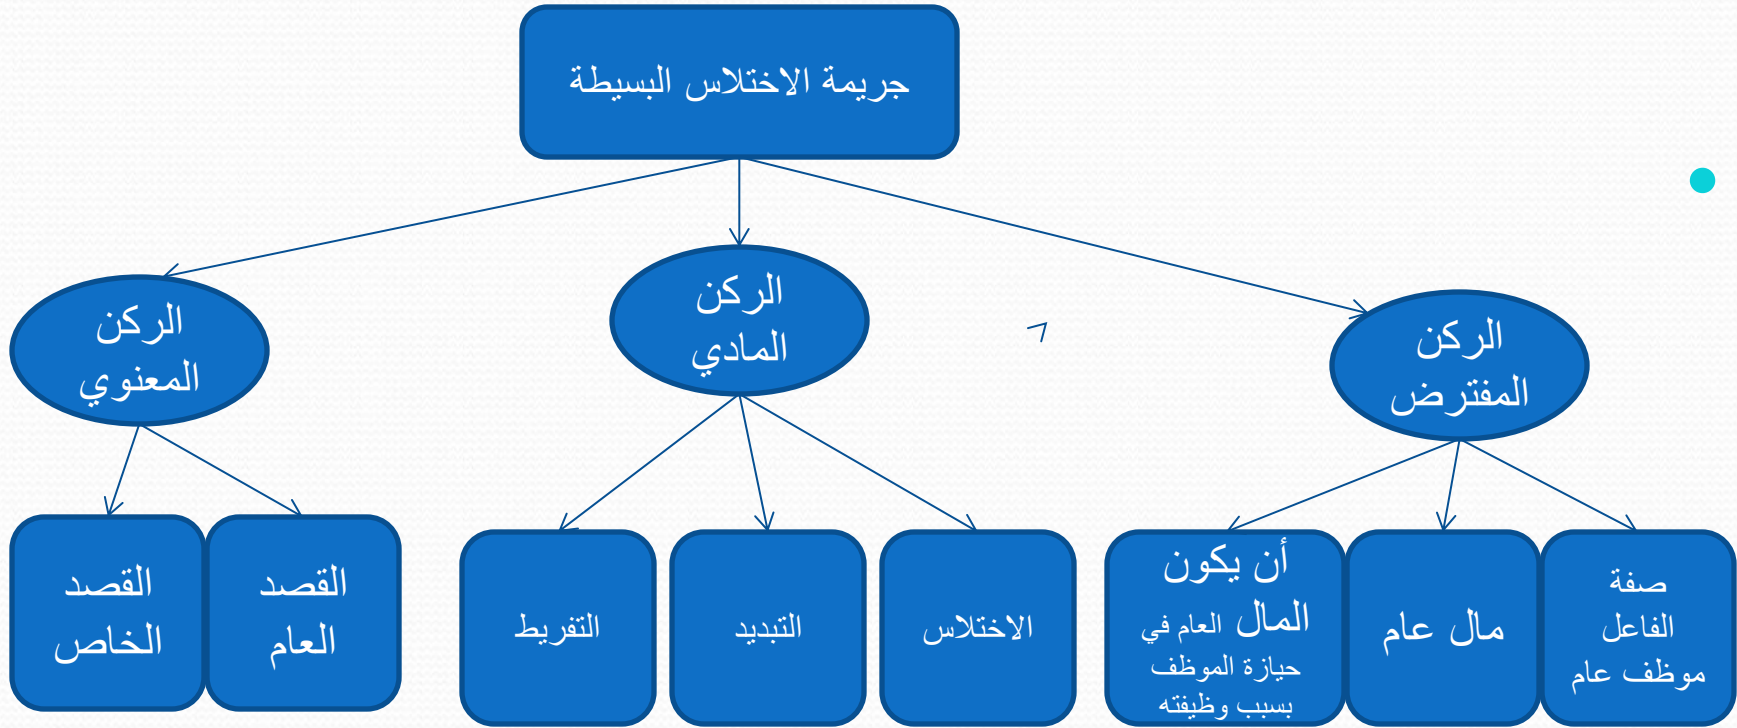 جريمة الاختلاس البسيطة
الركن
المفترض
الركن
المادي
الركن
المعنوي
صفة
الفاعل
موظف عام
مال عام
أن يكون
المال العام في
حيازة الموظف
بسبب وظيفته
الاختلاس
التبديد
التفريط
القصد
العام
القصد
الخاص